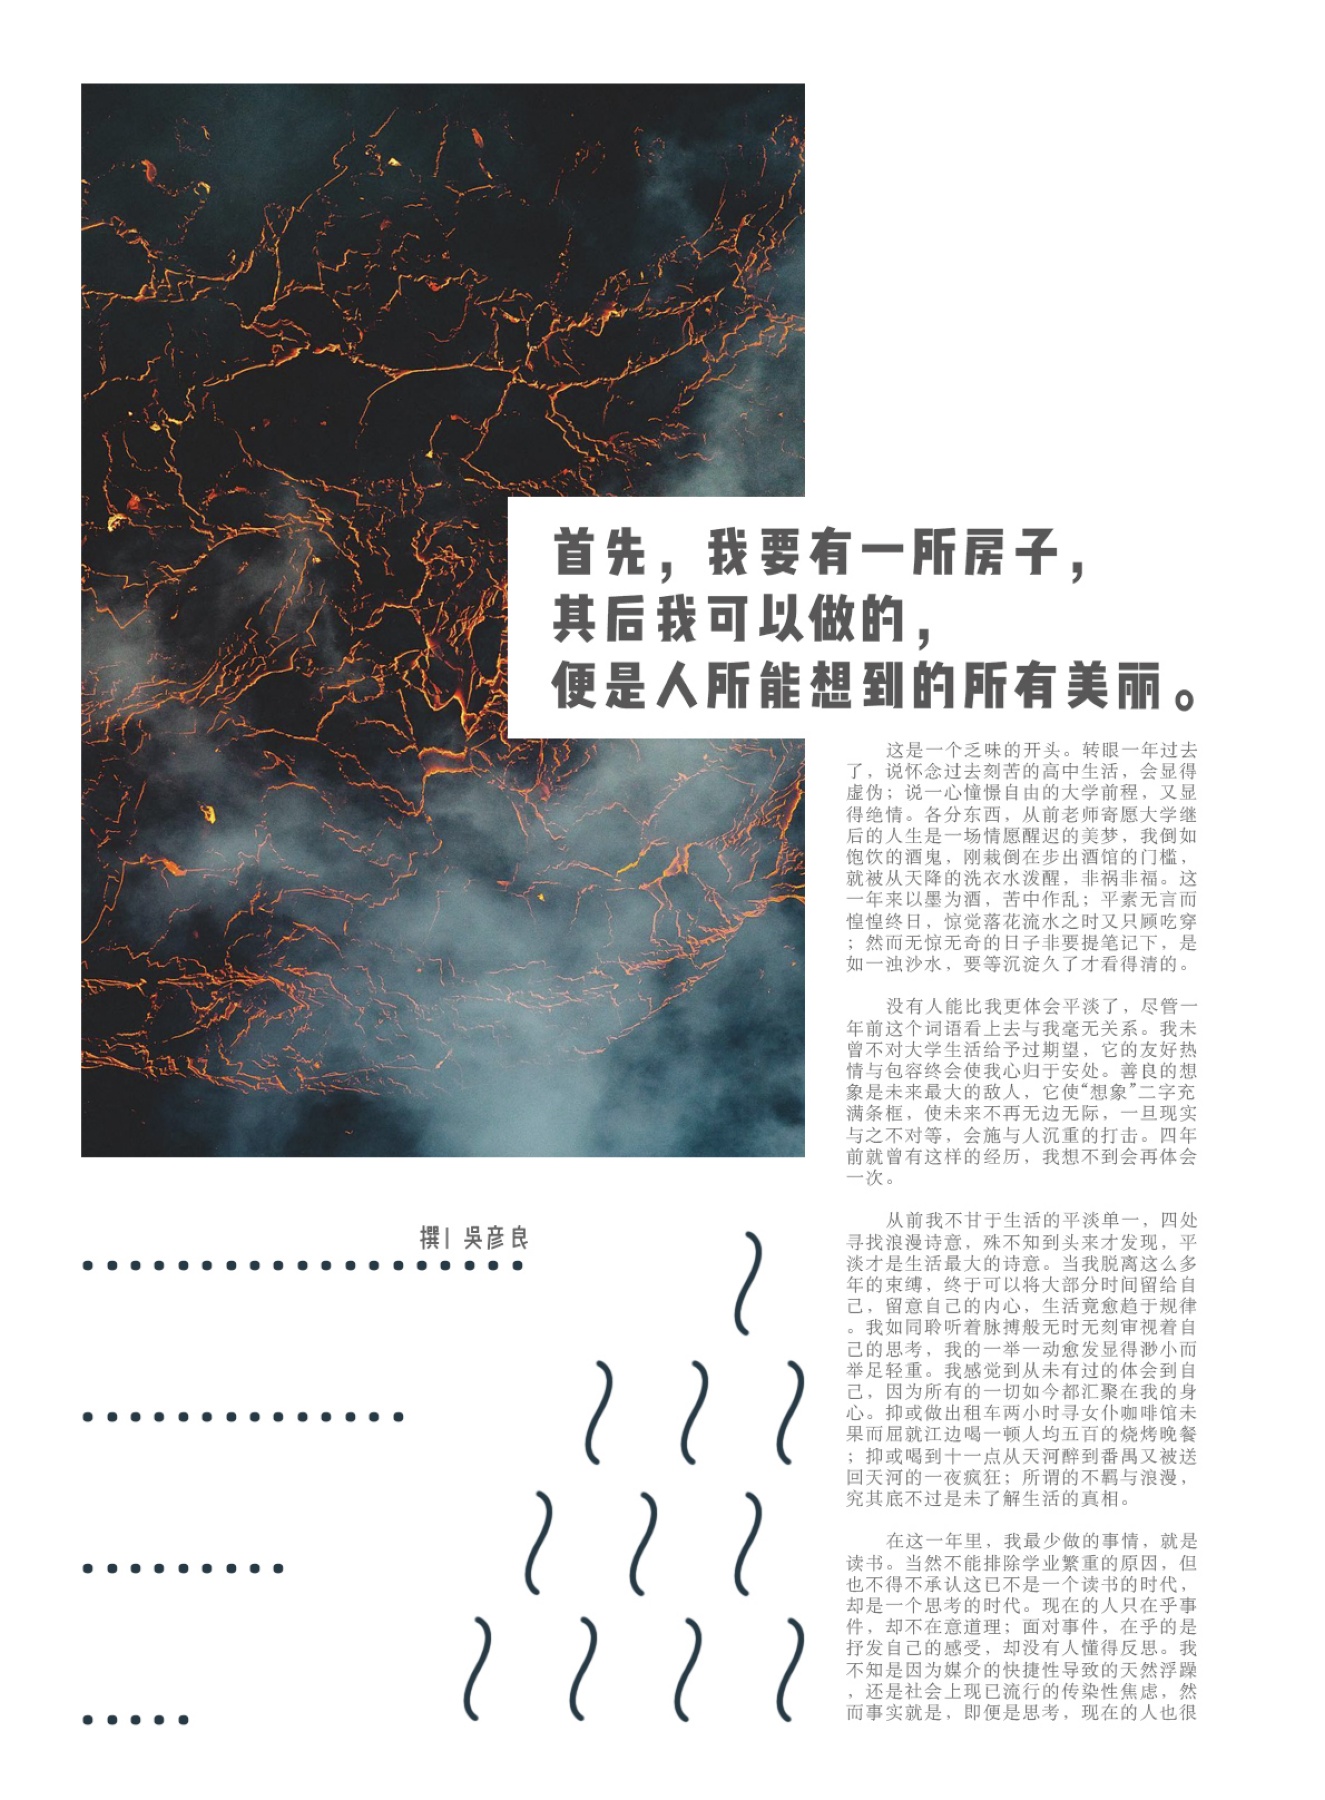 首先，我要有一所房子，
其后我可以做的，
便是人所能想到的所有美丽。
这是一个乏味的开头。转眼一年过去
了，说怀念过去刻苦的高中生活，会显得
虚伪；说一心憧憬自由的大学前程，又显
得绝情。各分东西，从前老师寄愿大学继
后的人生是一场情愿醒迟的美梦，我倒如
饱饮的酒鬼，刚栽倒在步出酒馆的门槛，
就被从天降的洗衣水泼醒，非祸非福。这
一年来以墨为酒，苦中作乱；平素无言而
惶惶终日，惊觉落花流水之时又只顾吃穿
；然而无惊无奇的日子非要提笔记下，是
如一浊沙水，要等沉淀久了才看得清的。
没有人能比我更体会平淡了，尽管一
年前这个词语看上去与我毫无关系。我未
曾不对大学生活给予过期望，它的友好热
情与包容终会使我心归于安处。善良的想
象是未来最大的敌人，它使“想象”二字充
满条框，使未来不再无边无际，一旦现实
与之不对等，会施与人沉重的打击。四年
前就曾有这样的经历，我想不到会再体会
一次。
从前我不甘于生活的平淡单一，四处
寻找浪漫诗意，殊不知到头来才发现，平
淡才是生活最大的诗意。当我脱离这么多
年的束缚，终于可以将大部分时间留给自
己，留意自己的内心，生活竟愈趋于规律
。我如同聆听着脉搏般无时无刻审视着自
己的思考，我的一举一动愈发显得渺小而
举足轻重。我感觉到从未有过的体会到自
己，因为所有的一切如今都汇聚在我的身
心。抑或做出租车两小时寻女仆咖啡馆未
果而屈就江边喝一顿人均五百的烧烤晚餐
；抑或喝到十一点从天河醉到番禺又被送
回天河的一夜疯狂；所谓的不羁与浪漫，
究其底不过是未了解生活的真相。
在这一年里，我最少做的事情，就是
读书。当然不能排除学业繁重的原因，但
也不得不承认这已不是一个读书的时代，
却是一个思考的时代。现在的人只在乎事
件，却不在意道理；面对事件，在乎的是
抒发自己的感受，却没有人懂得反思。我
不知是因为媒介的快捷性导致的天然浮躁
，还是社会上现已流行的传染性焦虑，然
而事实就是，即便是思考，现在的人也很
撰| 吳彦良